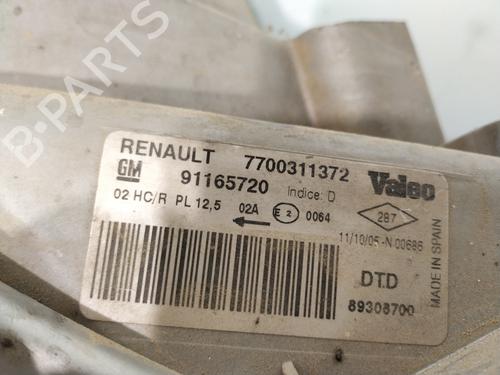 B-PARTS
RENAULT 7700311372
GM 91165720 Indice: D Valeo
02 HC/R PL 12,5 02A E2 0064 287
11/10/05 -N 00686
MADE IN SPAIN
DTD
89306700